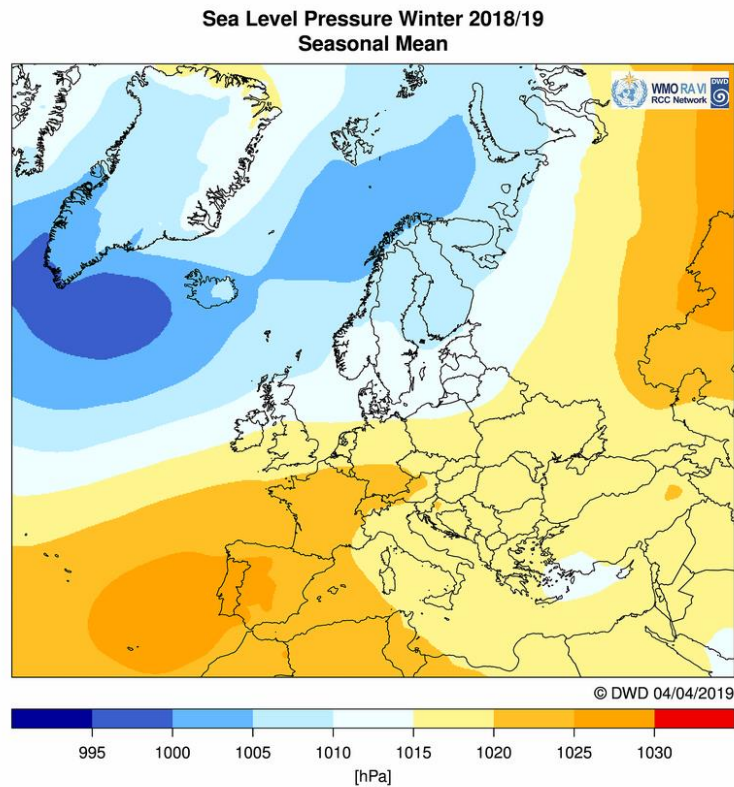 Sea Level Pressure Winter 2018/19
Seasonal Mean
WMO RA VI
RCC Network
DWD
© DWD 04/04/2019
995 1000 1005 1010 1015 1020 1025 1030
[hPa]